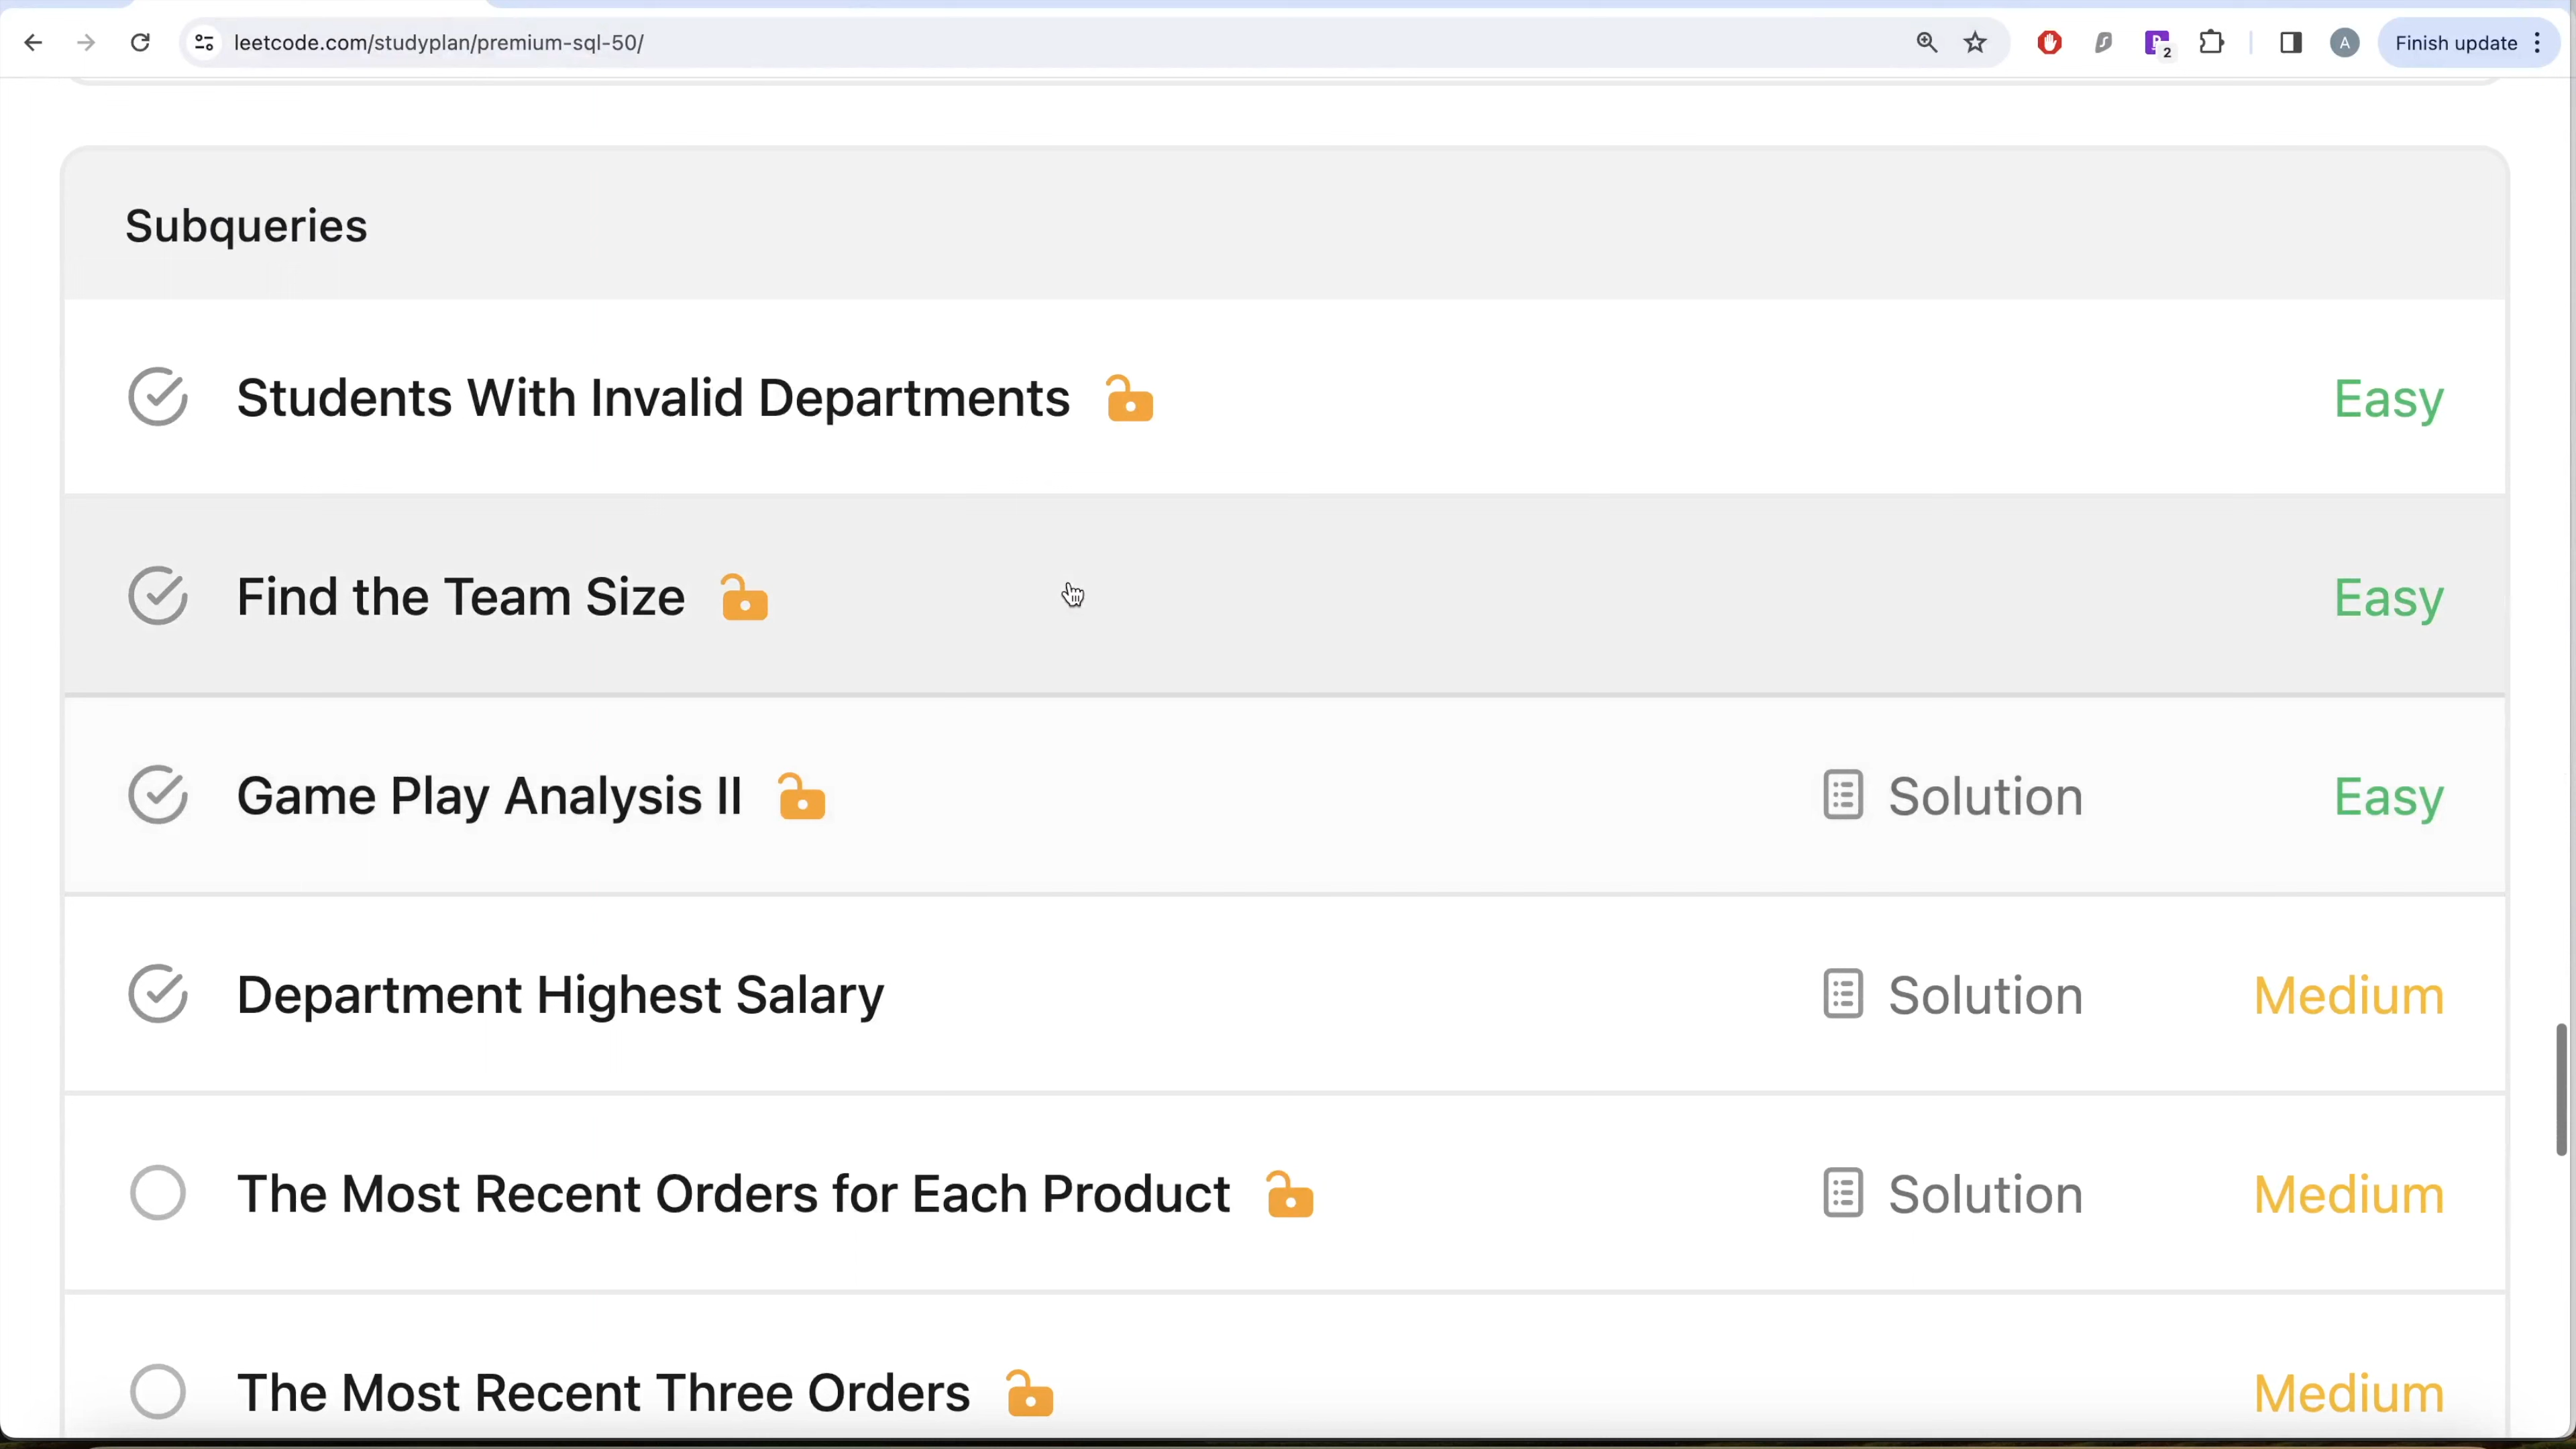 leetcode.com/studyplan/premium-sql-50/
2
A
Finish update
Subqueries
Students With Invalid Departments
Easy
Find the Team Size
Easy
Game Play Analysis II
Solution
Easy
Department Highest Salary
Solution
Medium
The Most Recent Orders for Each Product
Solution
Medium
The Most Recent Three Orders
Medium